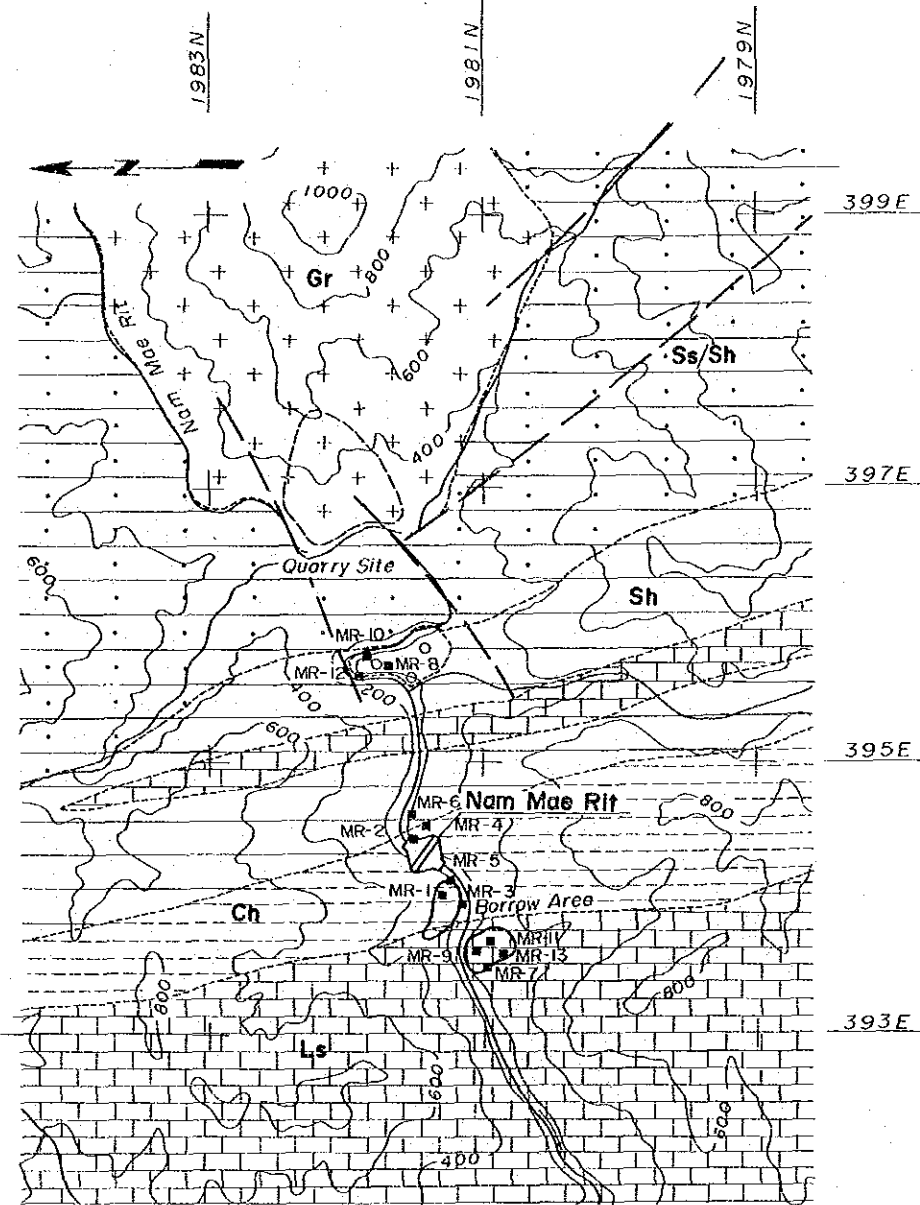 1983N
1981N
1979N
N
1000
399E
800
Gr
Nam Mae Rit
600
Ss/Sh
400
397E
600
Quarry Site
Sh
MR-10
MR-8
MR-12
200
400
600
395E
MR-6
Nam Mae Rit
800
MR-2
MR-4
MR-5
MR-1
MR-3
Borrow Area
Ch
MR-11
MR-9
MR-13
MR-7
800
800
393E
Ls
600
600
400